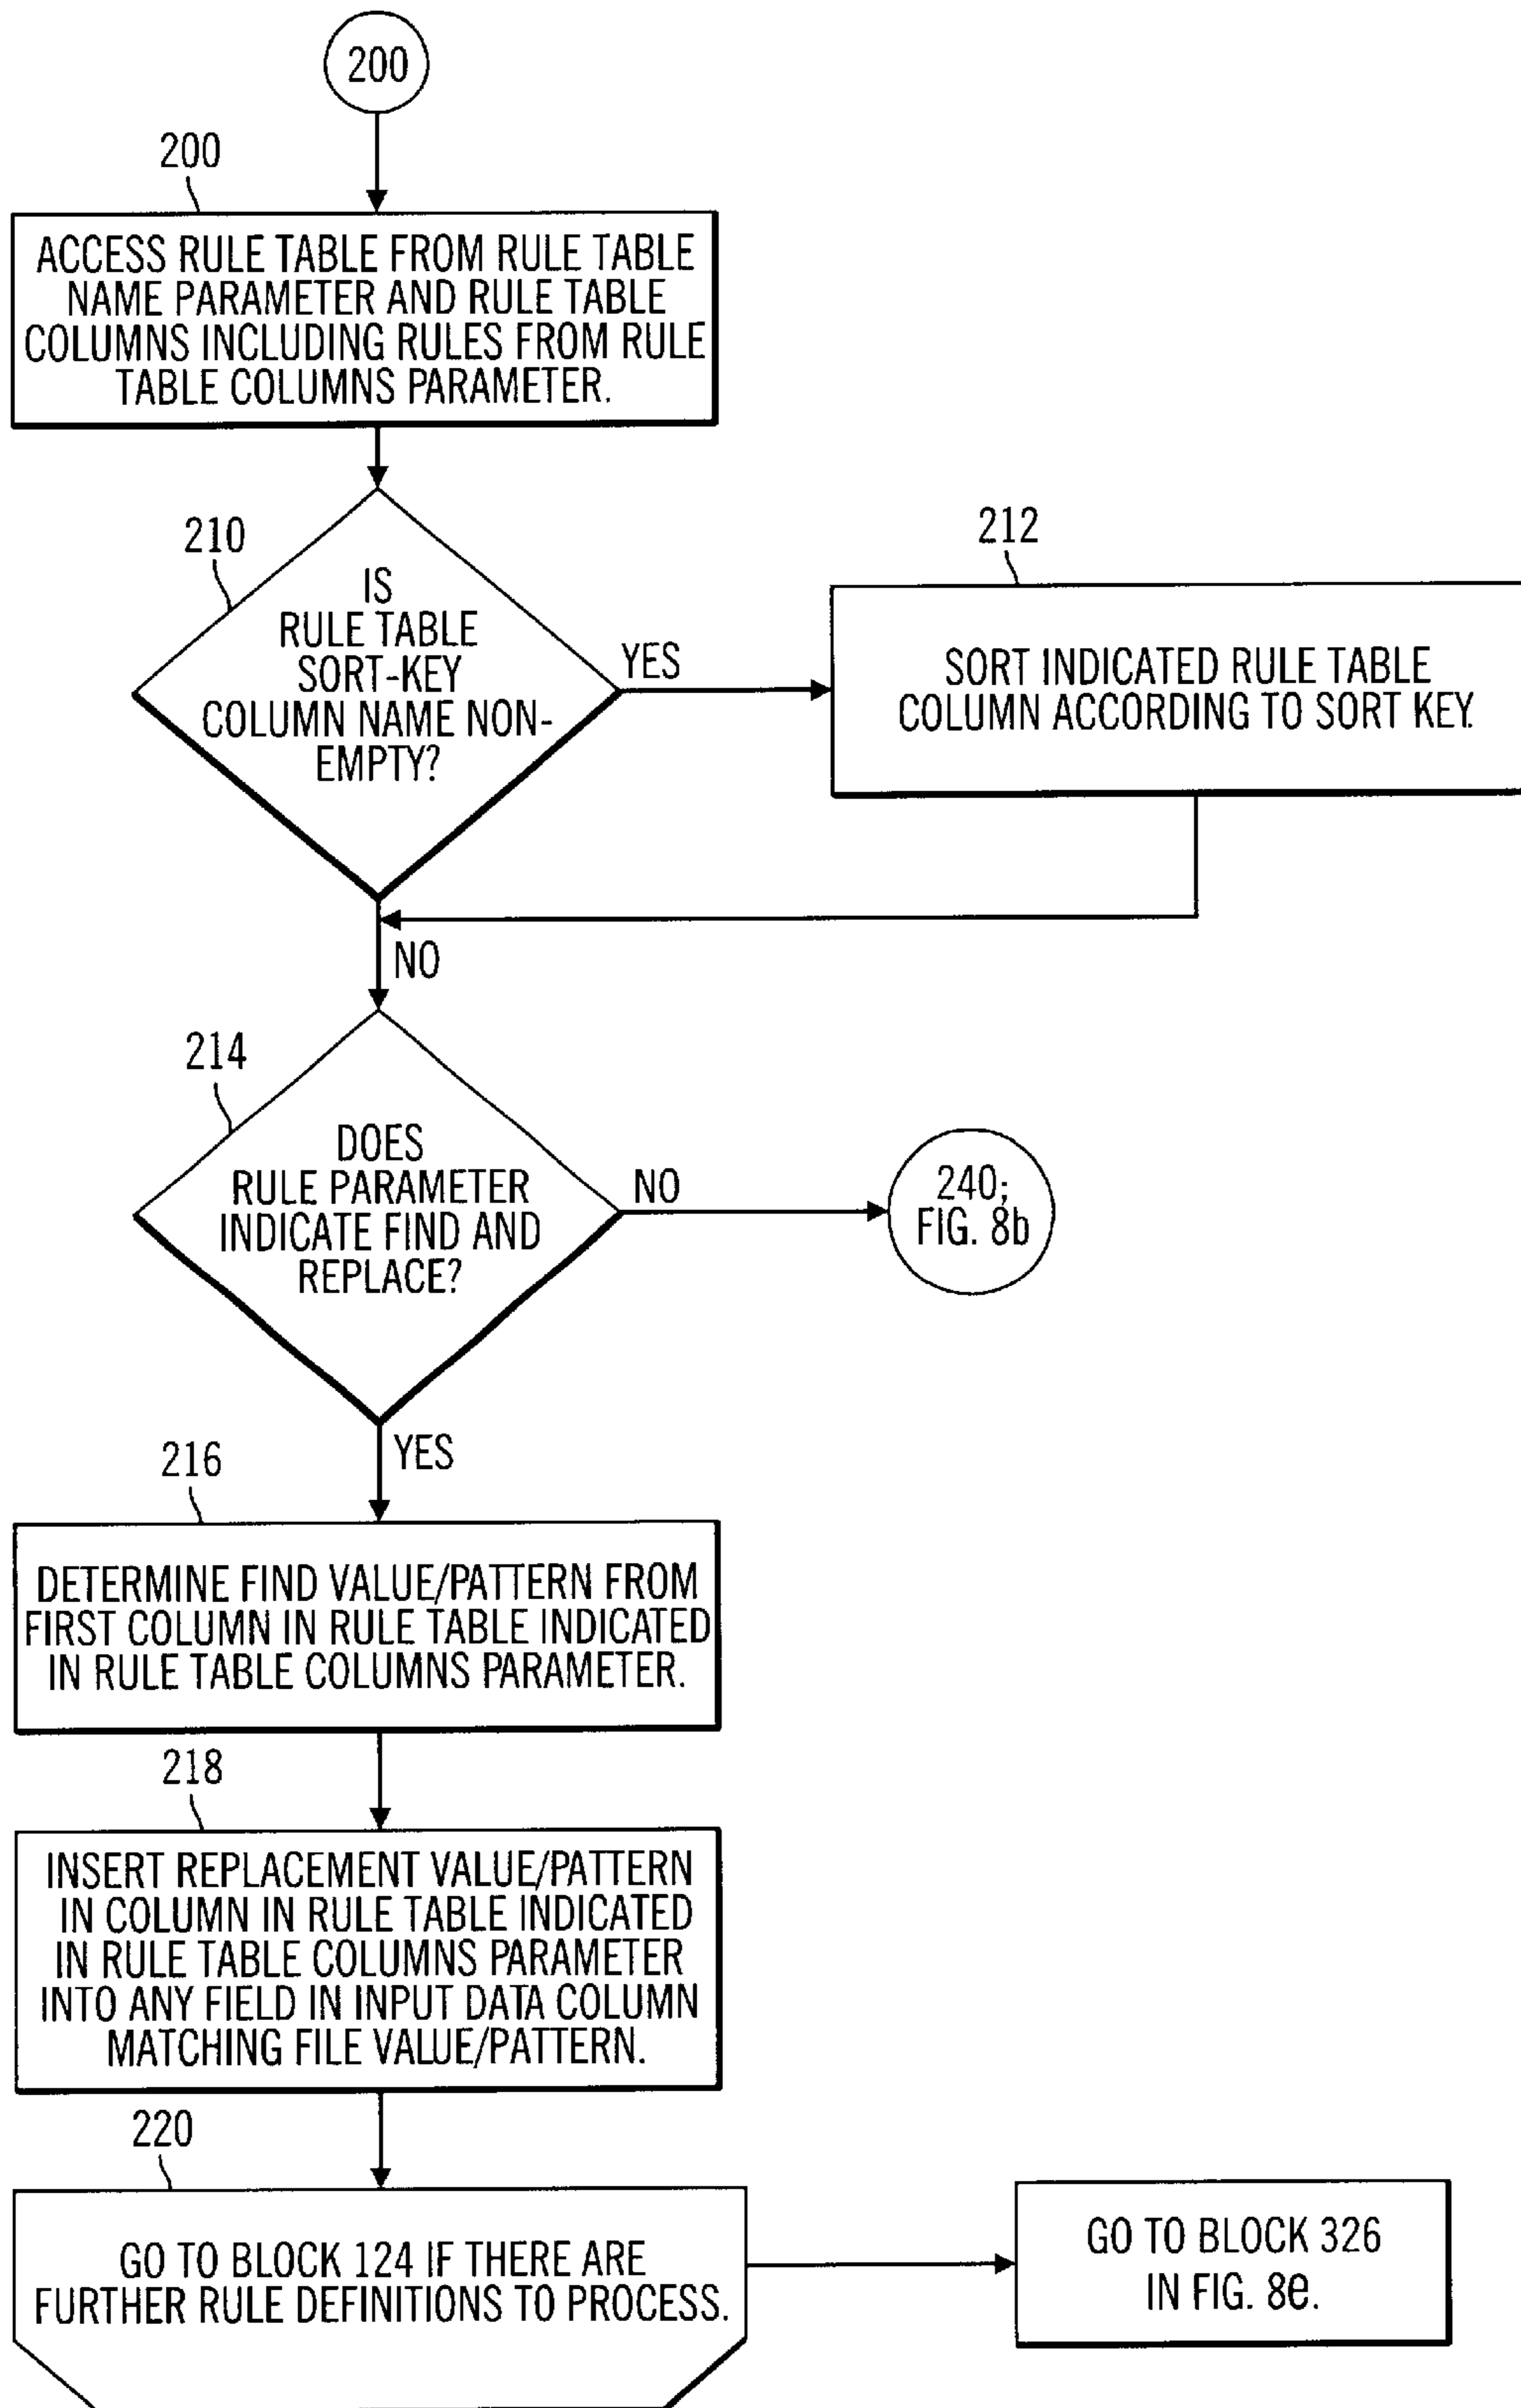 200
200
ACCESS RULE TABLE FROM RULE TABLE
NAME PARAMETER AND RULE TABLE
COLUMNS INCLUDING RULES FROM RULE
TABLE COLUMNS PARAMETER.
210
IS
RULE TABLE
SORT-KEY
COLUMN NAME NON-
EMPTY?
YES
212
SORT INDICATED RULE TABLE
COLUMN ACCORDING TO SORT KEY.
NO
214
DOES
RULE PARAMETER
INDICATE FIND AND
REPLACE?
NO
240;
FIG. 8b
YES
216
DETERMINE FIND VALUE/PATTERN FROM
FIRST COLUMN IN RULE TABLE INDICATED
IN RULE TABLE COLUMNS PARAMETER.
218
INSERT REPLACEMENT VALUE/PATTERN
IN COLUMN IN RULE TABLE INDICATED
IN RULE TABLE COLUMNS PARAMETER
INTO ANY FIELD IN INPUT DATA COLUMN
MATCHING FILE VALUE/PATTERN.
220
GO TO BLOCK 124 IF THERE ARE
FURTHER RULE DEFINITIONS TO PROCESS.
GO TO BLOCK 326
IN FIG. 8e.